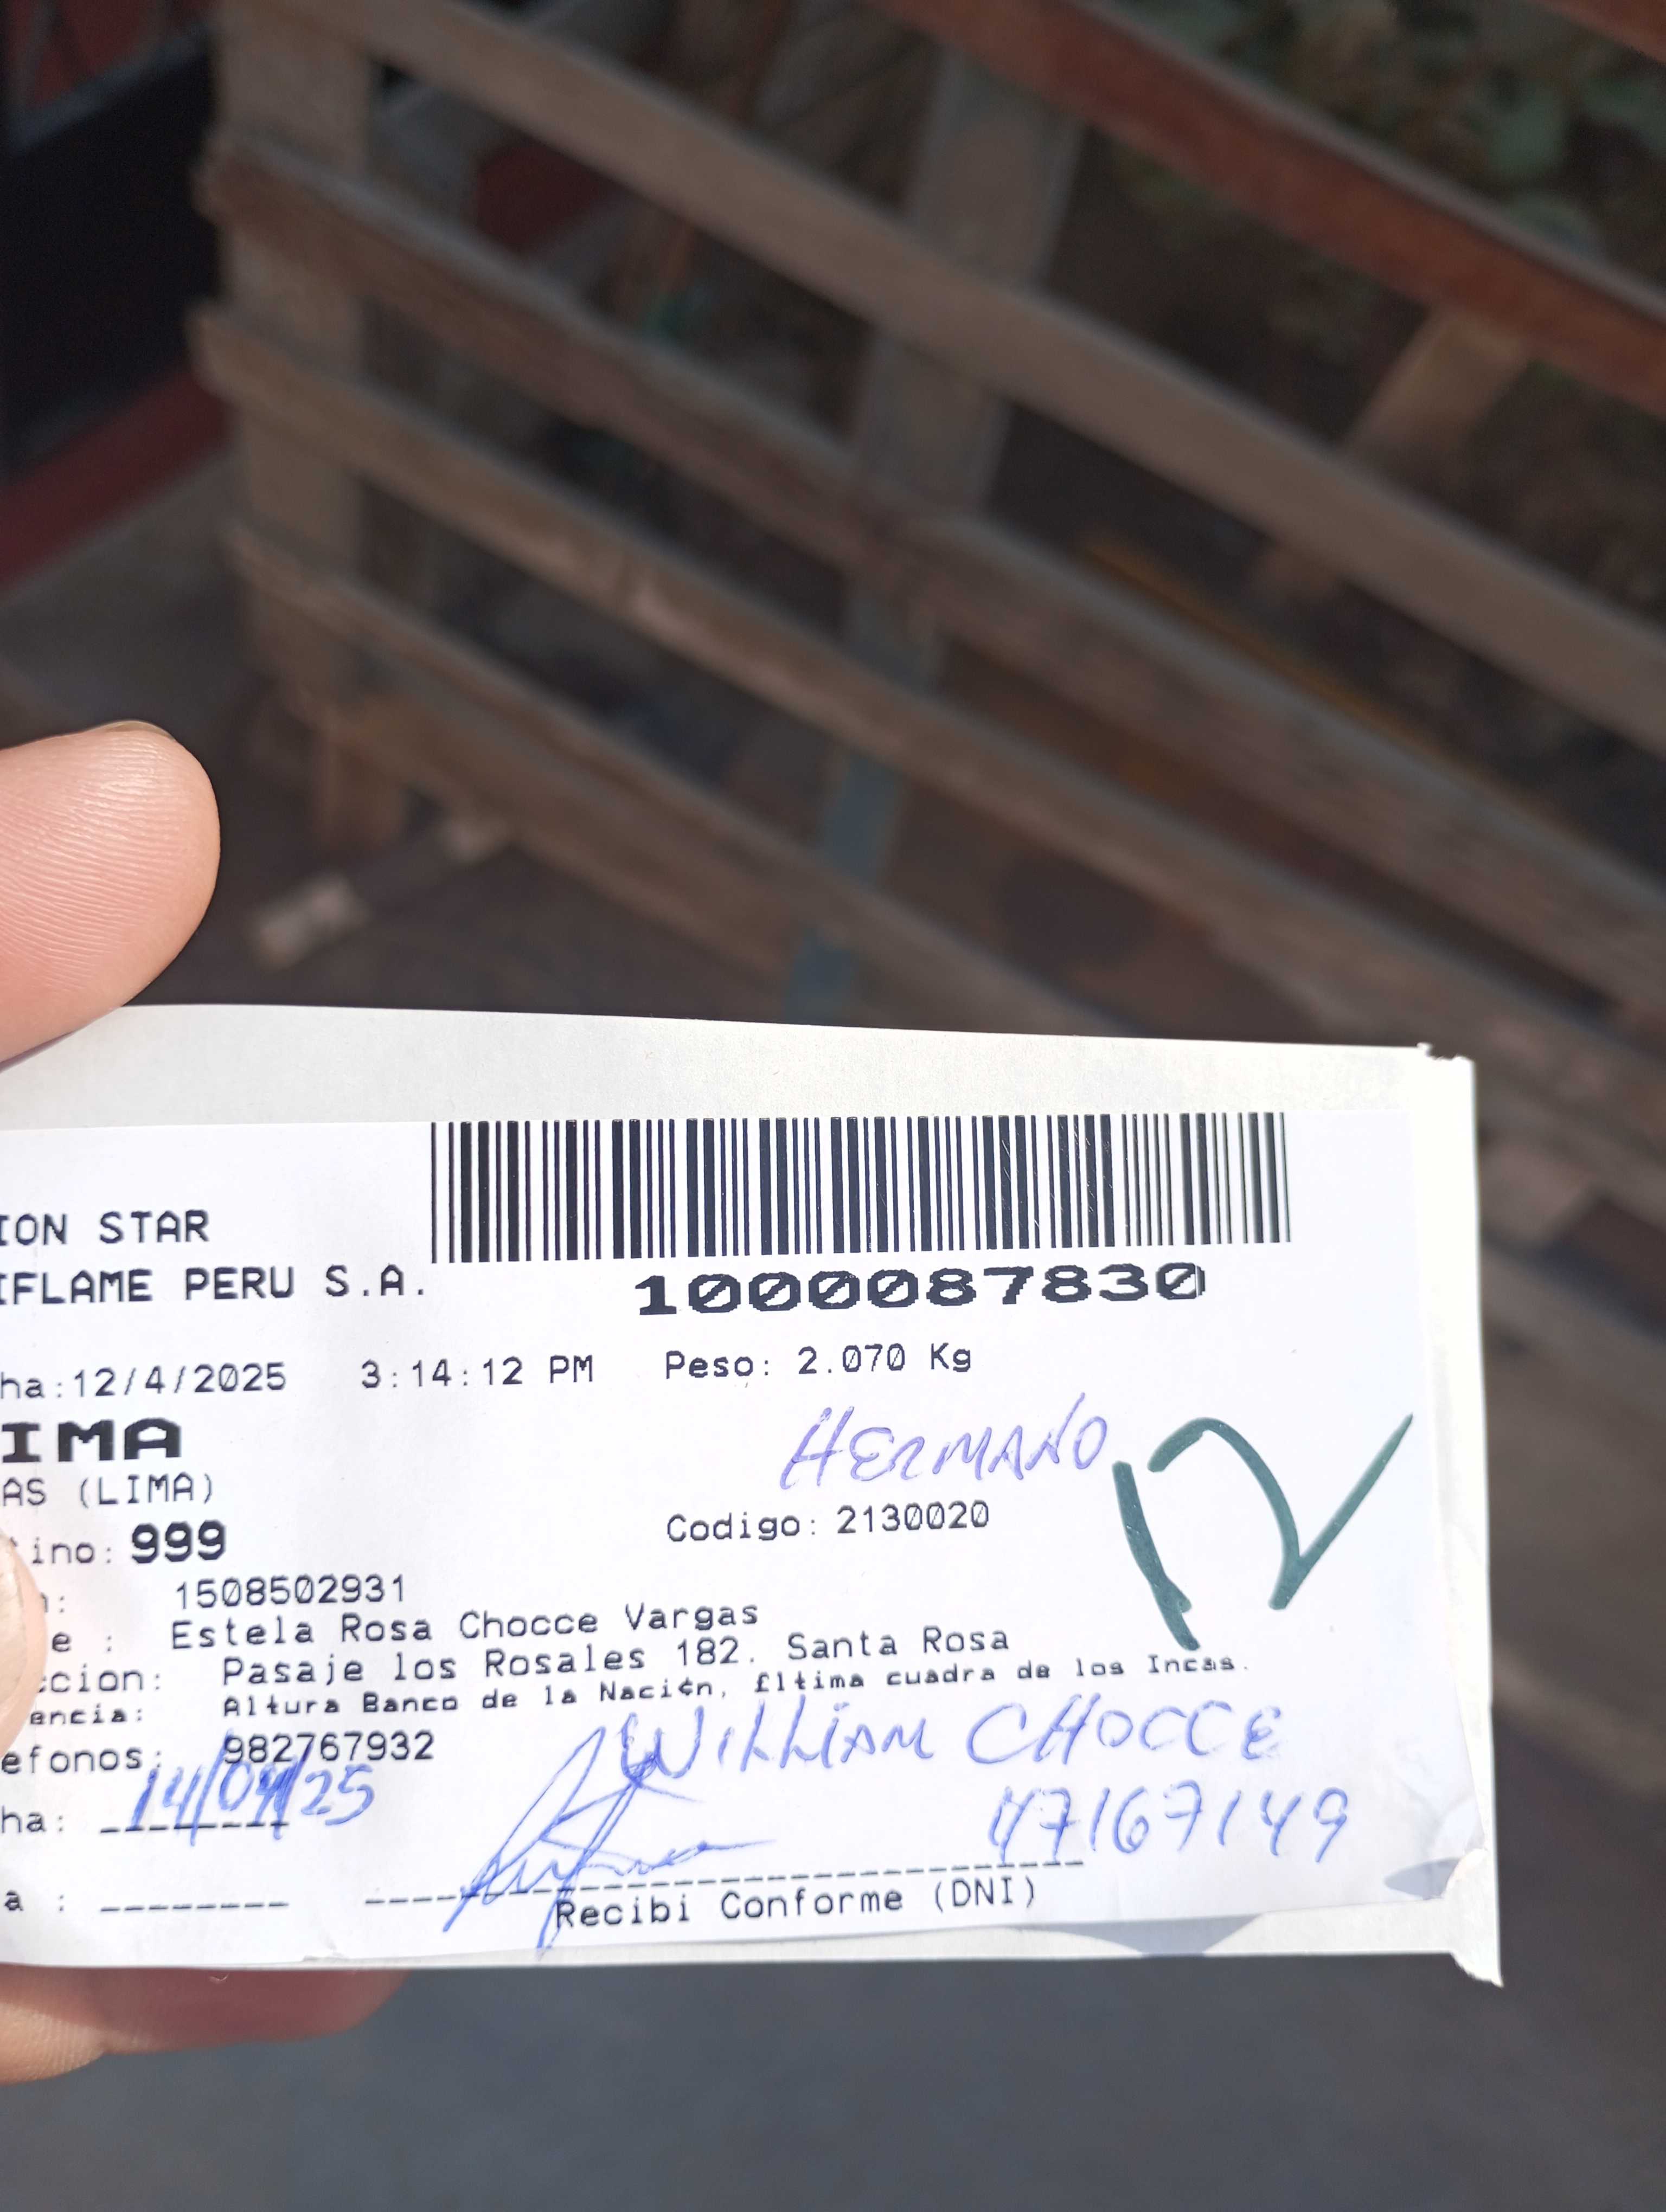 ION STAR
IFLAME PERU S.A.
1000087830
ha:12/4/2025 3:14:12 PM Peso: 2.070 Kg
IMA
HERMANO
AS (LIMA)
12
ino: 999
Codigo: 2130020
: 1508502931
e : Estela Rosa Chocce Vargas
ccion: Pasaje los Rosales 182. Santa Rosa
encia: Altura Banco de la Naci¢n, £ltima cuadra de los Incas.
efonos: 982767932
WILLIAM CHOCCE
ha: 14/04/25
47167149
a :
Recibi Conforme (DNI)